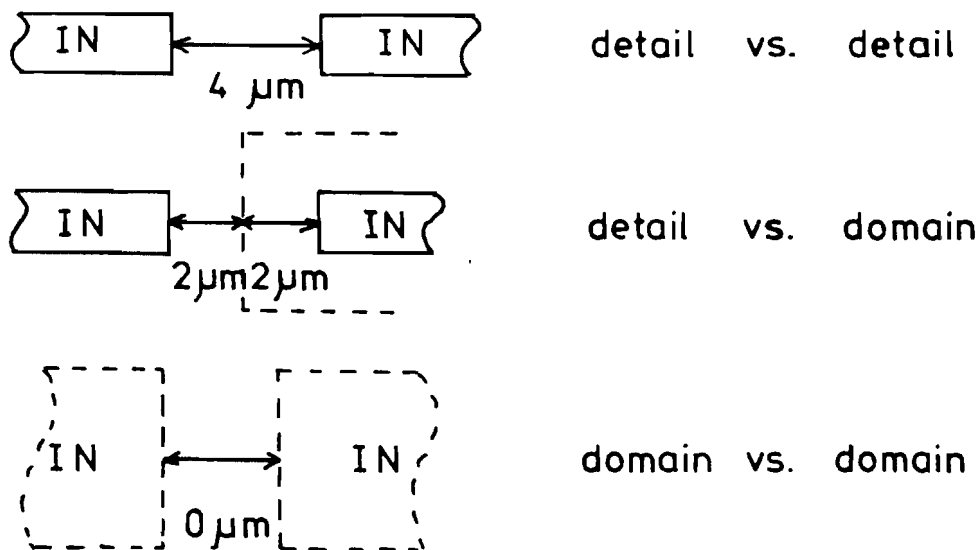 IN IN detail vs. detail
4 µm
IN IN detail vs. domain
2µm2µm
IN IN domain vs. domain
0µm